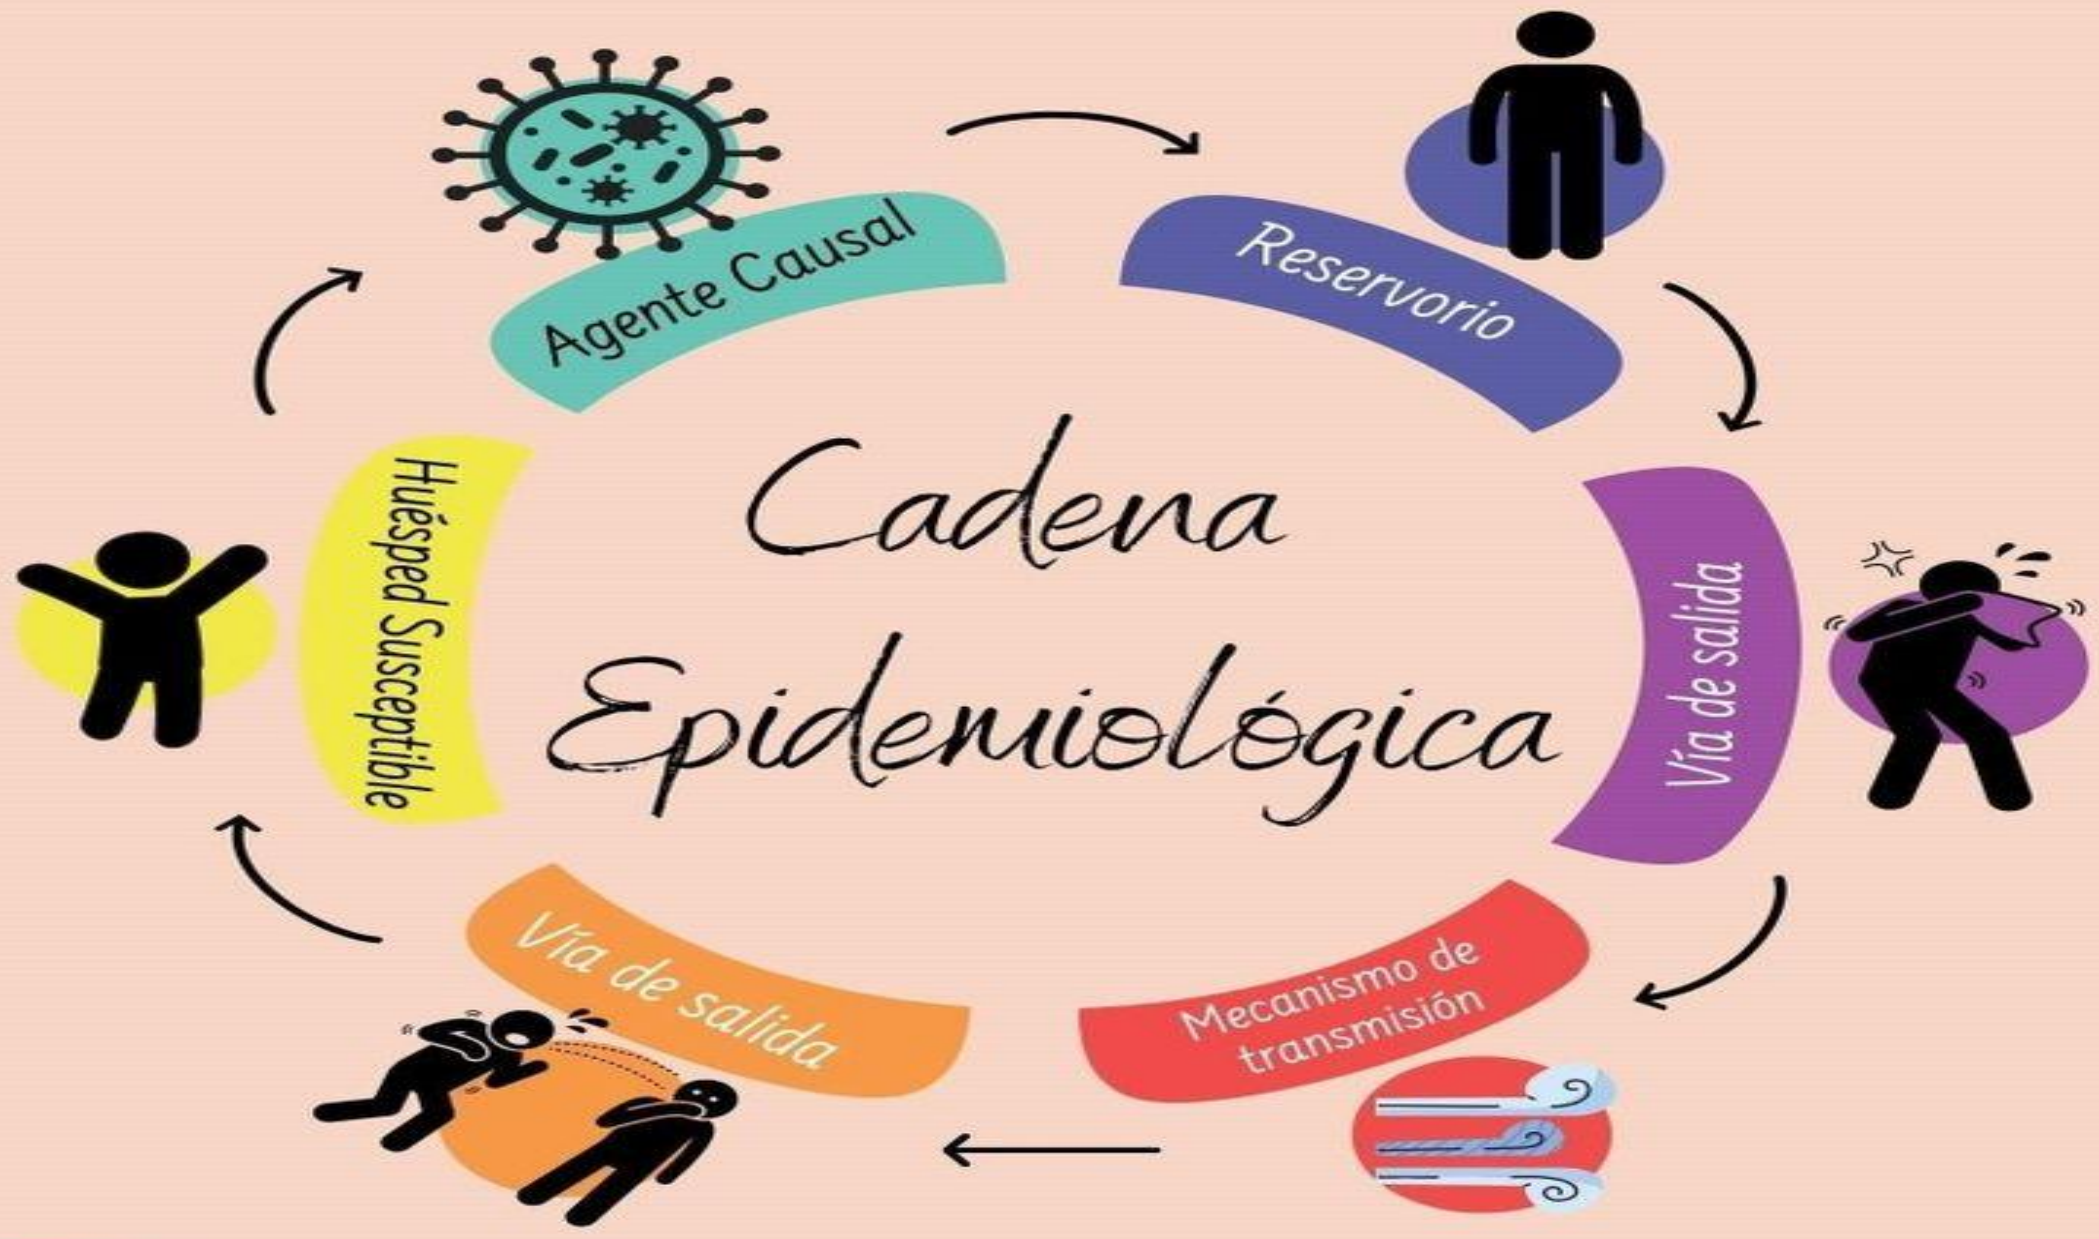 Cadena
Epidemiológica
Agente Causal
Reservorio
Vía de salida
Mecanismo de
transmisión
Vía de salida
Huésped Susceptible